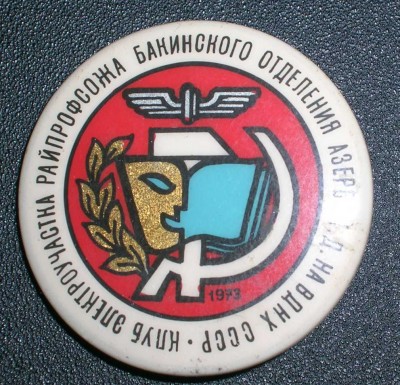 КЛУБ ЭЛЕКТРОУЧАСТКА РАЙПРОФСОЖА БАКИНСКОГО ОТДЕЛЕНИЯ АЗЕРБ. Ж.Д. НА ВДНХ СССР •
1973